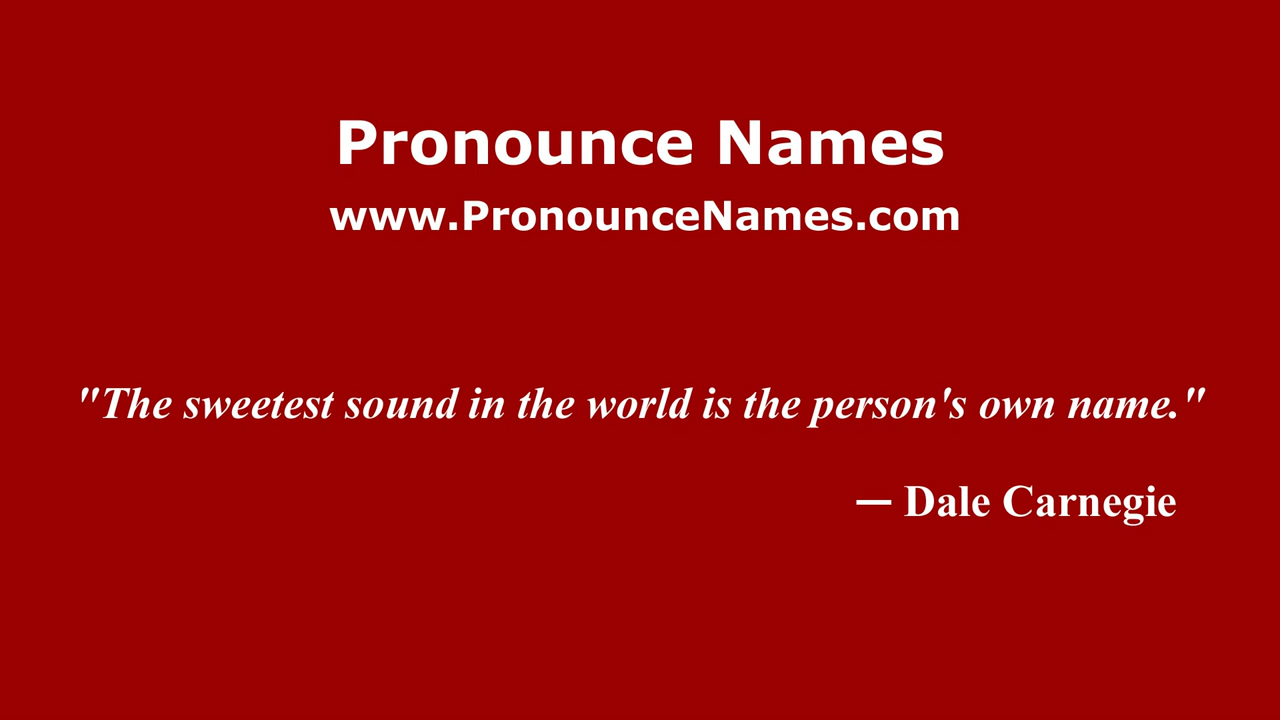 Pronounce Names
www.PronounceNames.com
"The sweetest sound in the world is the person's own name."
— Dale Carnegie